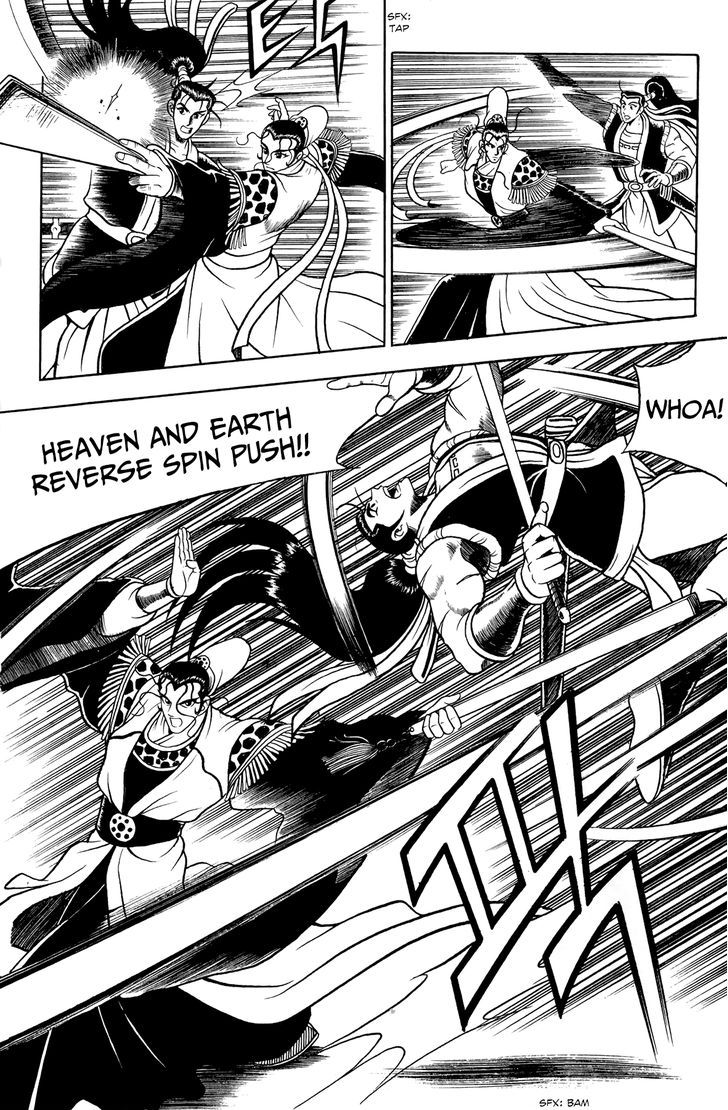 SFX:
TAP
WHOA!
HEAVEN AND EARTH
REVERSE SPIN PUSH!!
SFX: BAM